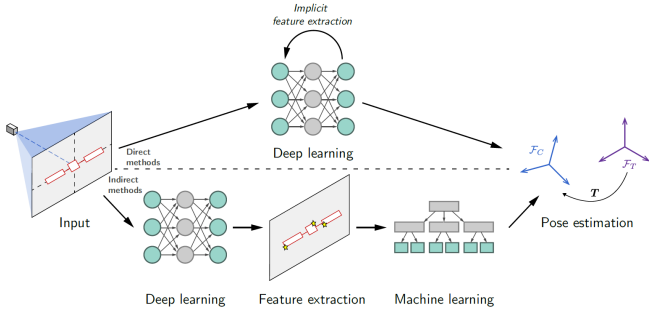 Implicit
feature extraction
Deep learning
Direct
methods
Indirect
methods
Input
Deep learning
Feature extraction
Machine learning
F_C
F_T
T
Pose estimation